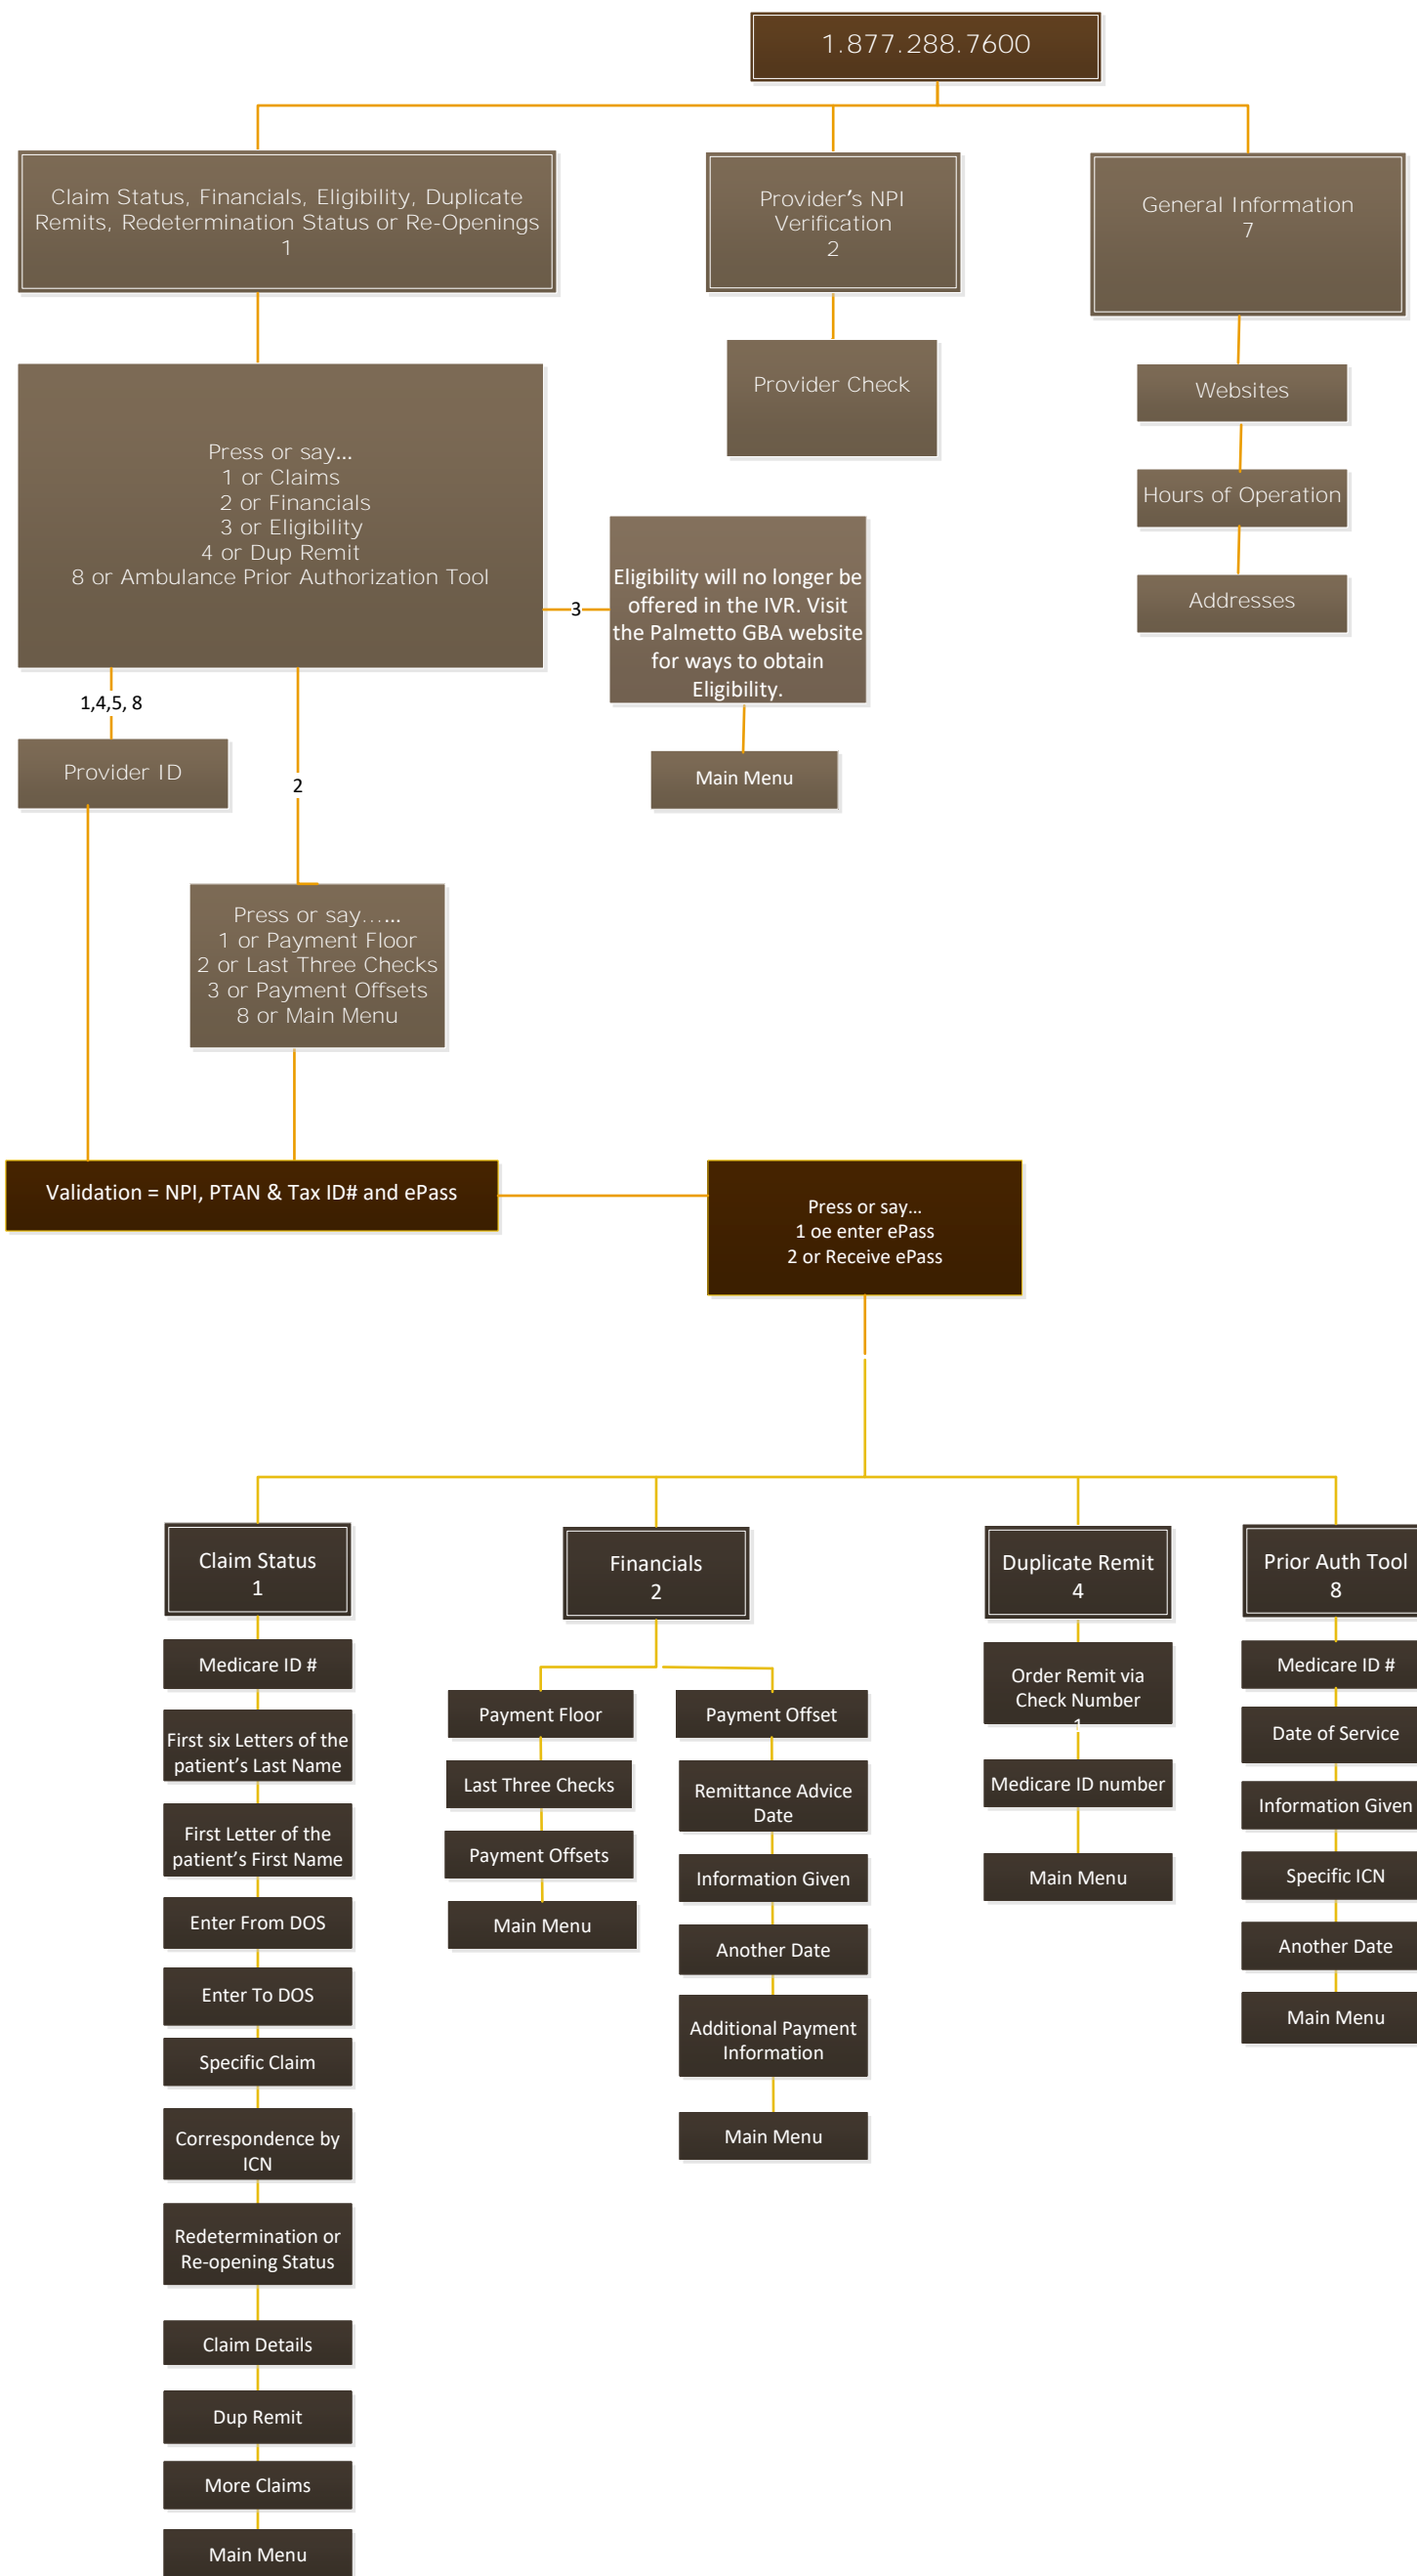 1.877.288.7600
Claim Status, Financials, Eligibility, Duplicate
Remits, Redetermination Status or Re-Openings
1
Provider's NPI
Verification
2
General Information
7
Press or say...
1 or Claims
2 or Financials
3 or Eligibility
4 or Dup Remit
8 or Ambulance Prior Authorization Tool
Provider Check
Websites
Hours of Operation
Addresses
3
Eligibility will no longer be
offered in the IVR. Visit
the Palmetto GBA website
for ways to obtain
Eligibility.
Main Menu
1,4,5, 8
Provider ID
2
Press or say......
1 or Payment Floor
2 or Last Three Checks
3 or Payment Offsets
8 or Main Menu
Validation = NPI, PTAN & Tax ID# and ePass
Press or say...
1 oe enter ePass
2 or Receive ePass
Claim Status
1
Medicare ID #
First six Letters of the
patient's Last Name
First Letter of the
patient's First Name
Enter From DOS
Enter To DOS
Specific Claim
Correspondence by
ICN
Redetermination or
Re-opening Status
Claim Details
Dup Remit
More Claims
Main Menu
Financials
2
Payment Floor
Last Three Checks
Payment Offsets
Main Menu
Payment Offset
Remittance Advice
Date
Information Given
Another Date
Additional Payment
Information
Main Menu
Duplicate Remit
4
Order Remit via
Check Number
1
Medicare ID number
Main Menu
Prior Auth Tool
8
Medicare ID #
Date of Service
Information Given
Specific ICN
Another Date
Main Menu